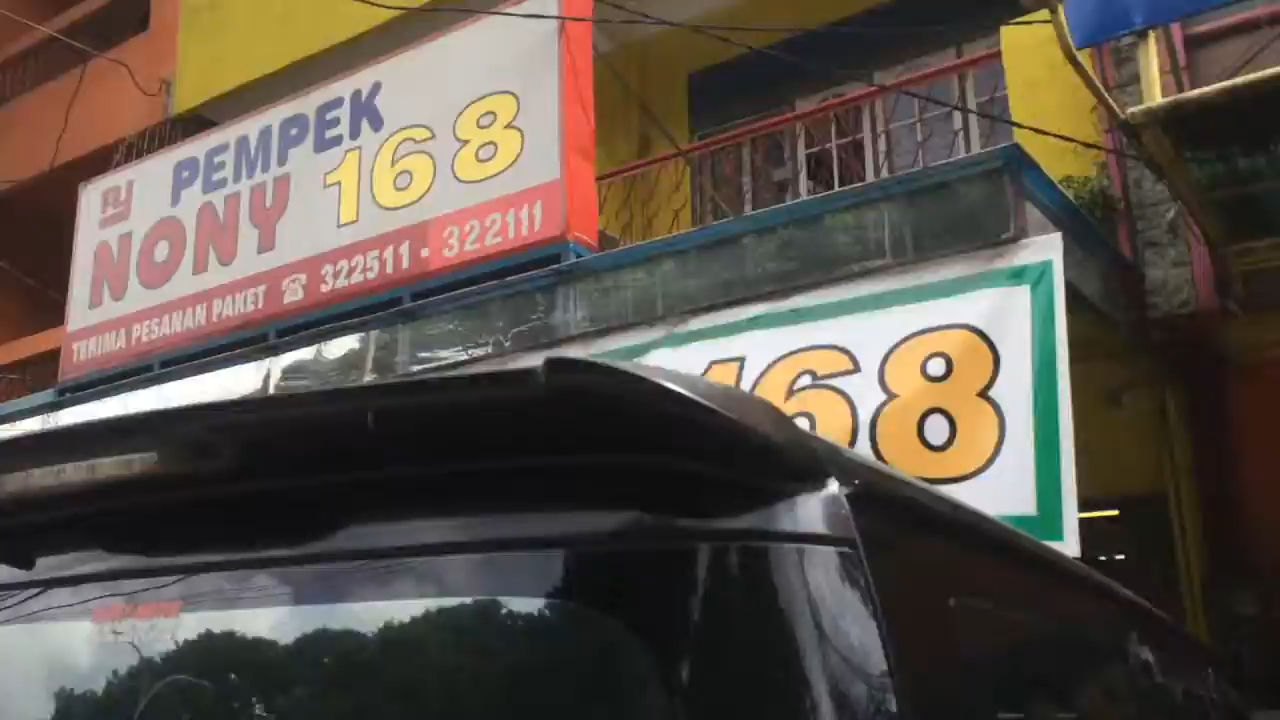 PEMPEK
NONY 168
TERIMA PESANAN PAKET ☎ 322511 - 322111
168